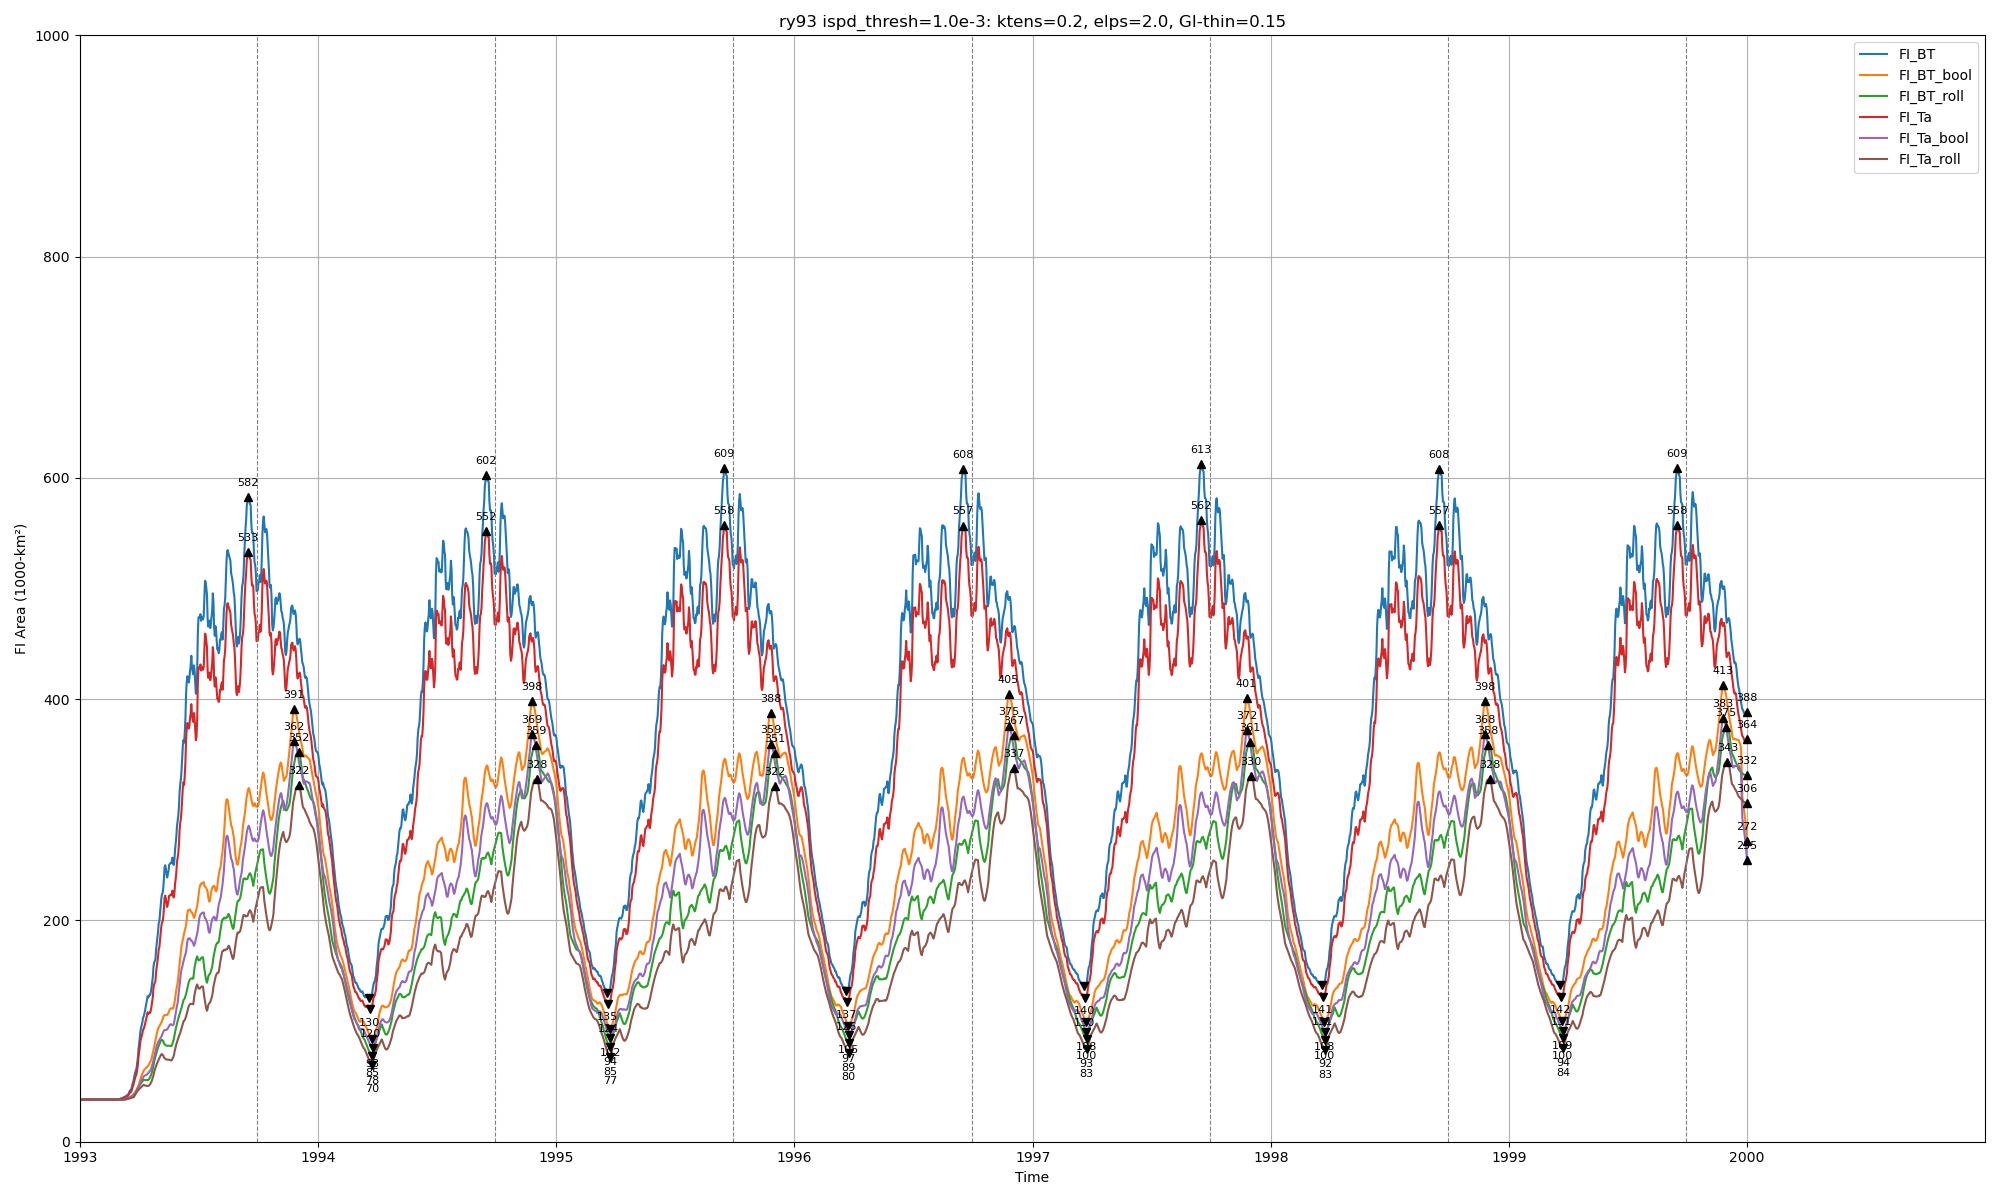 ry93 ispd_thresh=1.0e-3: ktens=0.2, elps=2.0, GI-thin=0.15
FI_BT
FI_BT_bool
FI_BT_roll
FI_Ta
FI_Ta_bool
FI_Ta_roll
FI Area (1000-km²)
1000
800
600
400
200
0
582 602 609 608 613 608 609
533 552 558 557 562 557 558
391 398 388 405 401 398 413
362 369 359 375 372 368 383
352 359 351 367 361 358 375
322 328 322 337 330 328 343
388
364
332
306
272
255
130 135 137 140 141 142
120
85 94 97 100 100 100
78 85 89 93 92 94
70 77 80 83 83 84
1993 1994 1995 1996 1997 1998 1999 2000
Time